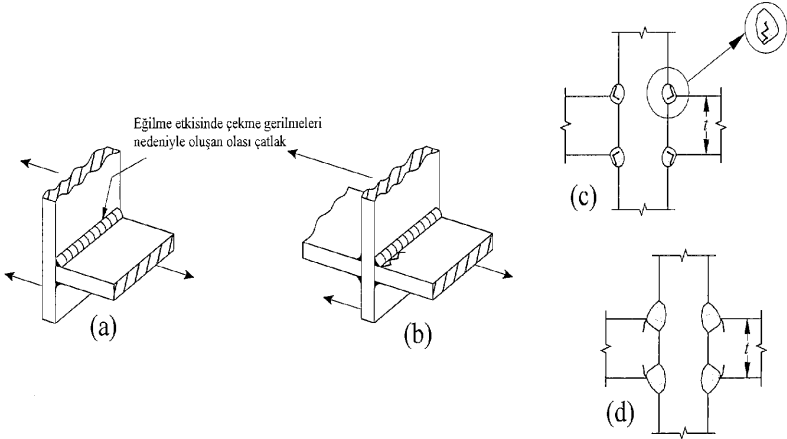 Eğilme etkisinde çekme gerilmeleri
nedeniyle oluşan olası çatlak
(a)
(b)
t
(c)
t
(d)